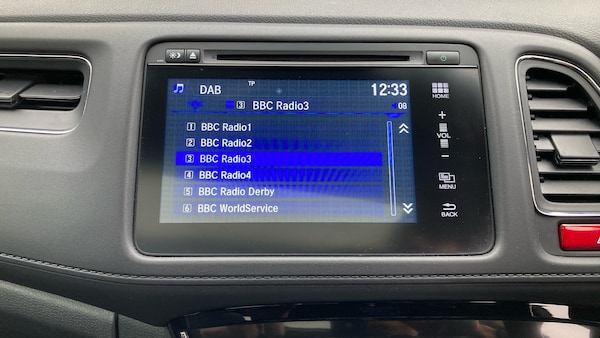 DAB TP 12:33
3 BBC Radio3 08
1 BBC Radio1
2 BBC Radio2
3 BBC Radio3
4 BBC Radio4
5 BBC Radio Derby
6 BBC WorldService
HOME
+
VOL
−
MENU
BACK